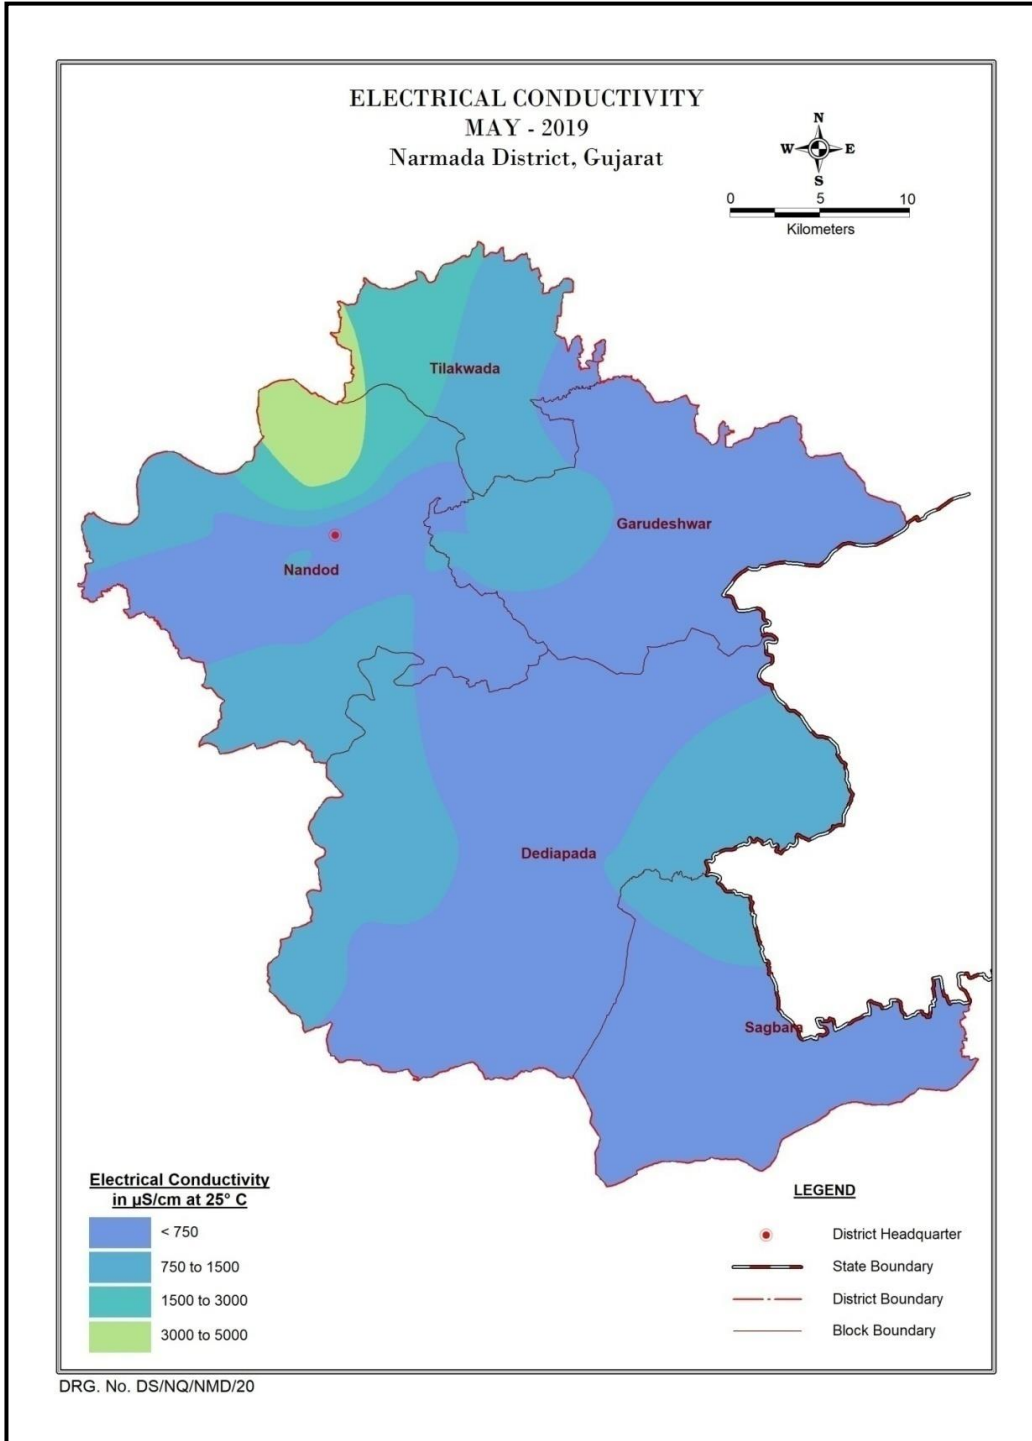 ELECTRICAL CONDUCTIVITY
MAY - 2019
Narmada District, Gujarat
N
W E
S
0 5 10
Kilometers
Tilakwada
Garudeshwar
Nandod
Dediapada
Sagbara
Electrical Conductivity
in µS/cm at 25° C
< 750
750 to 1500
1500 to 3000
3000 to 5000
LEGEND
District Headquarter
State Boundary
District Boundary
Block Boundary
DRG. No. DS/NQ/NMD/20